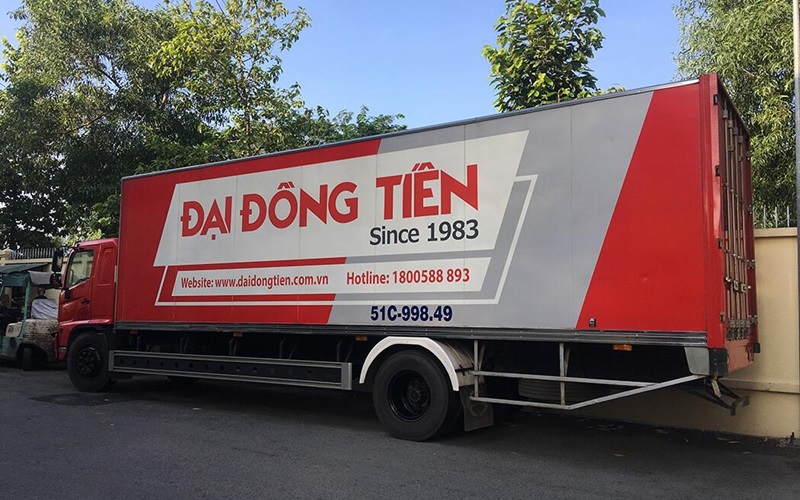 ĐẠI ĐỒNG TIẾN
Since 1983
Website: www.daidongtien.com.vn Hotline: 1800588 893
51C-998.49